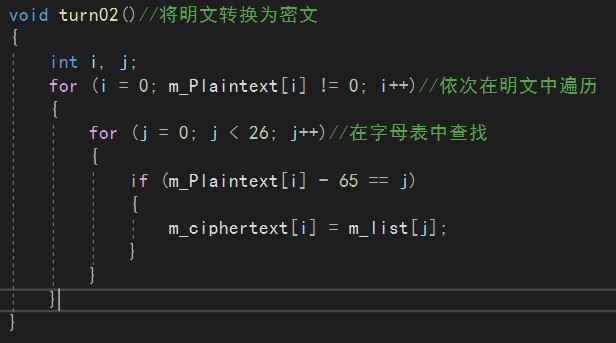 void turn02()//将明文转换为密文
{
int i, j;
for (i = 0; m_Plaintext[i] != 0; i++)//依次在明文中遍历
{
for (j = 0; j < 26; j++)//在字母表中查找
{
if (m_Plaintext[i] - 65 == j)
{
m_ciphertext[i] = m_list[j];
}
}
}
}